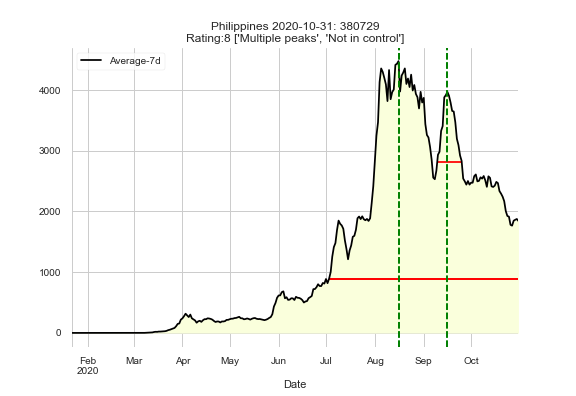 Philippines 2020-10-31: 380729
Rating:8 ['Multiple peaks', 'Not in control']
Average-7d
4000
3000
2000
1000
0
Feb Mar Apr May Jun Jul Aug Sep Oct
2020
Date